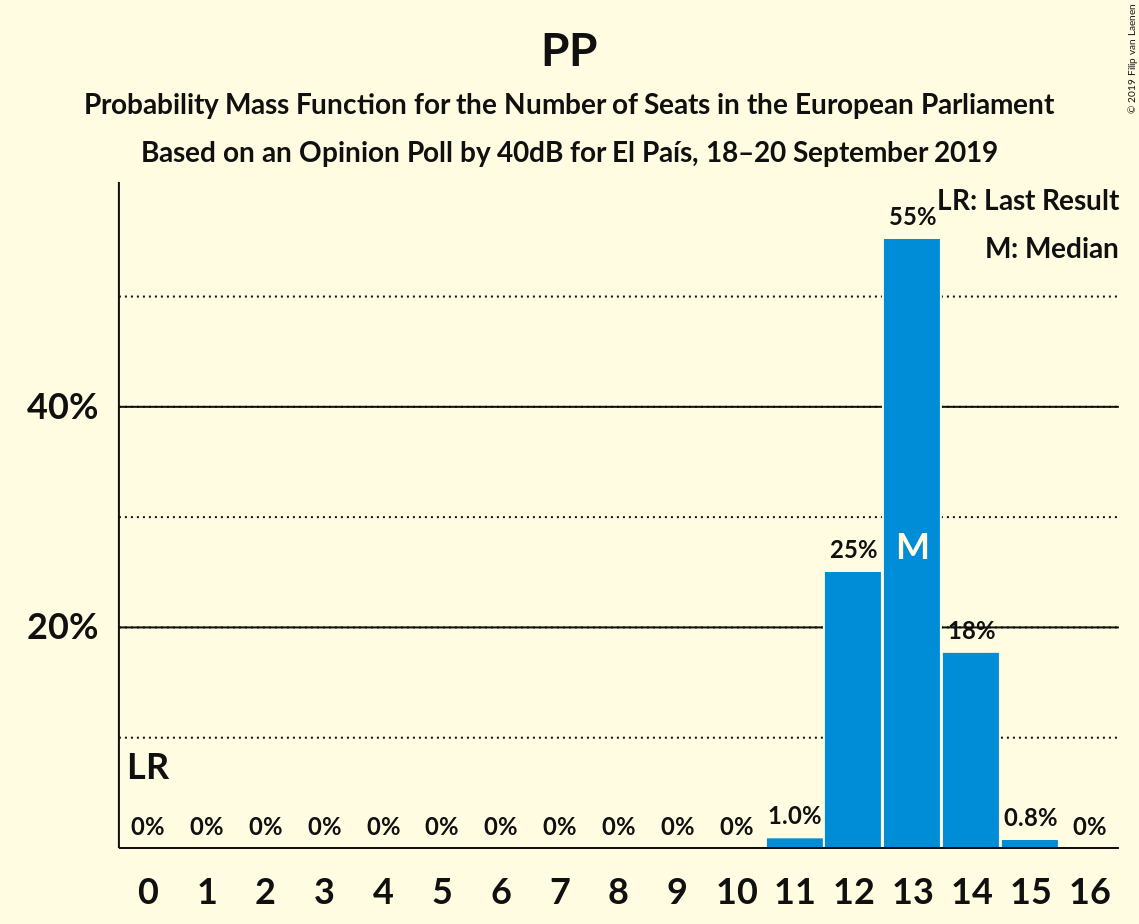 PP
Probability Mass Function for the Number of Seats in the European Parliament
Based on an Opinion Poll by 40dB for El País, 18–20 September 2019
© 2019 Filip van Laenen
LR: Last Result
M: Median
55%
40%
25%
M
20%
18%
LR
0% 0% 0% 0% 0% 0% 0% 0% 0% 0% 0% 1.0% 0.8% 0%
0 1 2 3 4 5 6 7 8 9 10 11 12 13 14 15 16